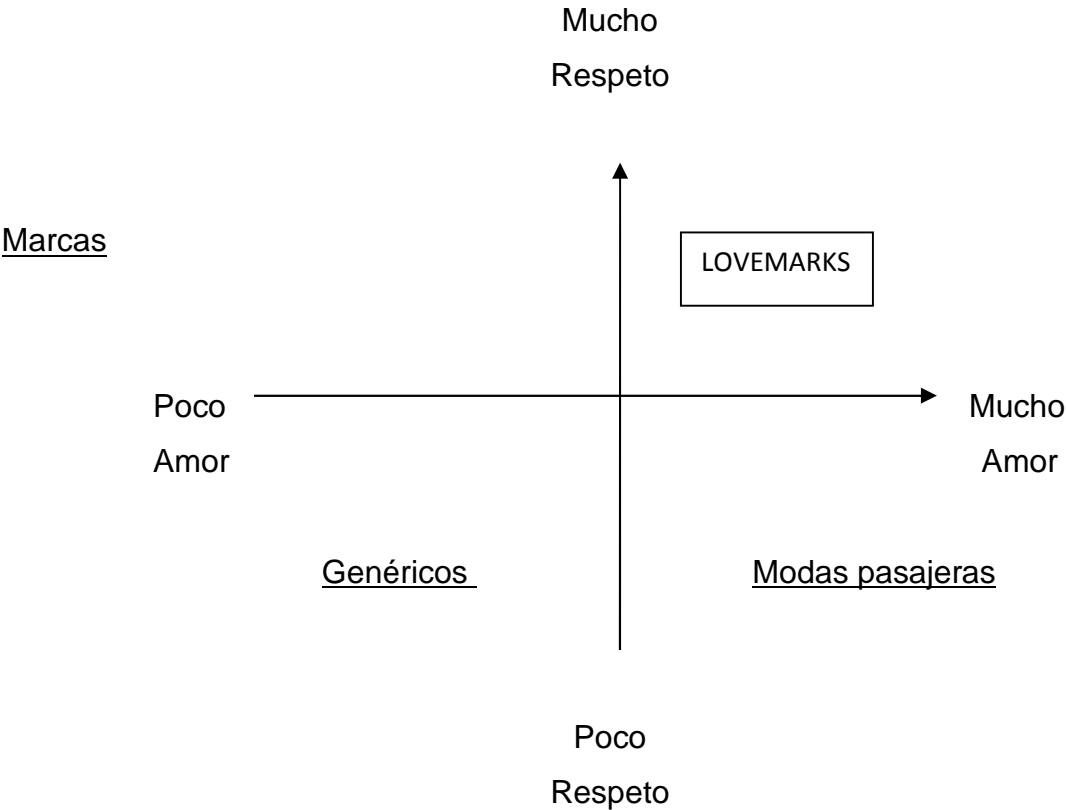 Mucho
Respeto
Marcas
LOVEMARKS
Poco
Amor
Mucho
Amor
Genéricos
Modas pasajeras
Poco
Respeto